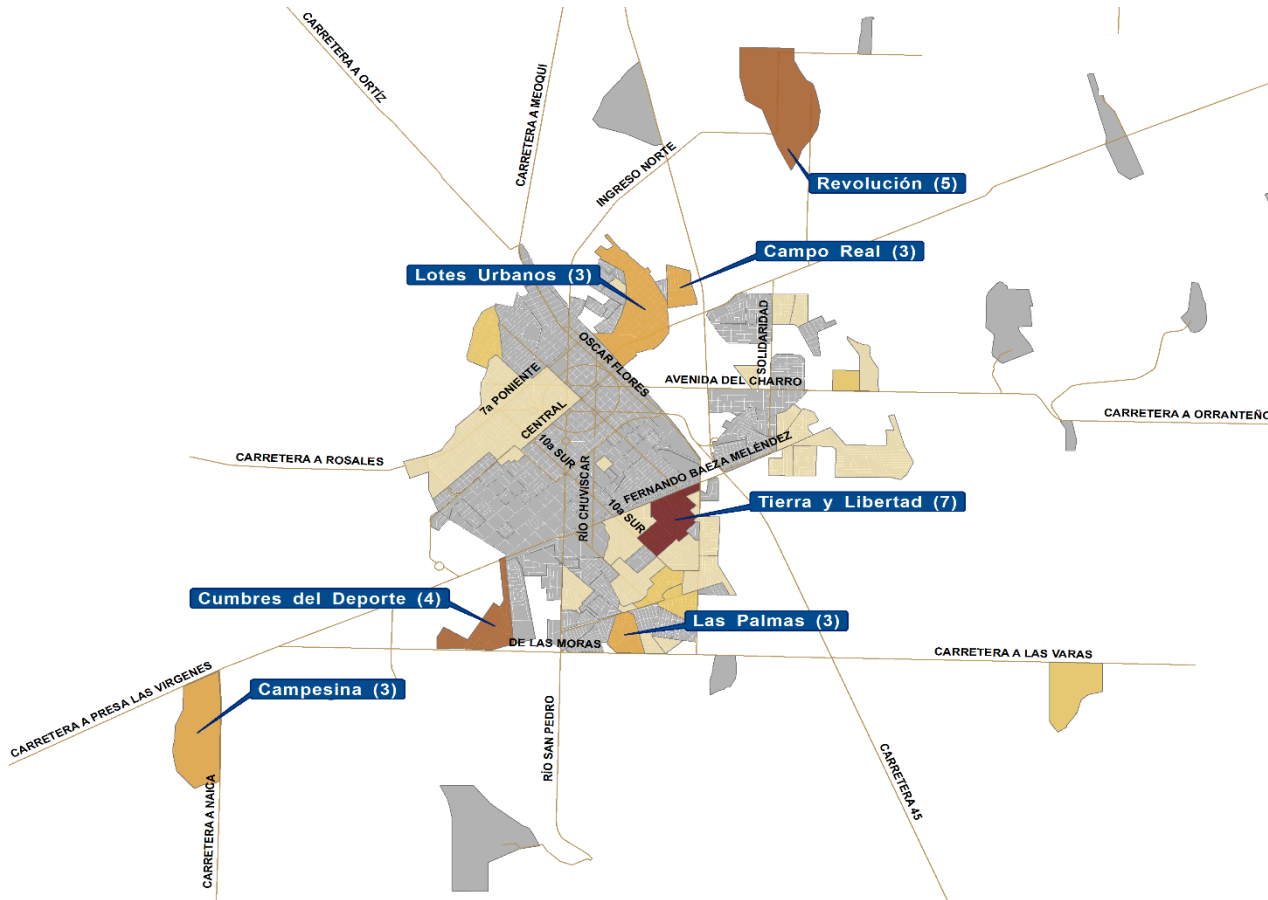 CARRETERA A ORTÍZ
CARRETERA A MEOQUI
INGRESO NORTE
Revolución (5)
Campo Real (3)
Lotes Urbanos (3)
OSCAR FLORES
SOLIDARIDAD
AVENIDA DEL CHARRO
7a PONIENTE
CENTRAL
CARRETERA A ORRANTEÑO
10a SUR
FERNANDO BAEZA MELÉNDEZ
CARRETERA A ROSALES
RÍO CHUVISCAR
10a SUR
Tierra y Libertad (7)
Cumbres del Deporte (4)
Las Palmas (3)
DE LAS MORAS
CARRETERA A LAS VARAS
Campesina (3)
CARRETERA A PRESA LAS VIRGENES
RÍO SAN PEDRO
CARRETERA 45
CARRETERA A NAICA